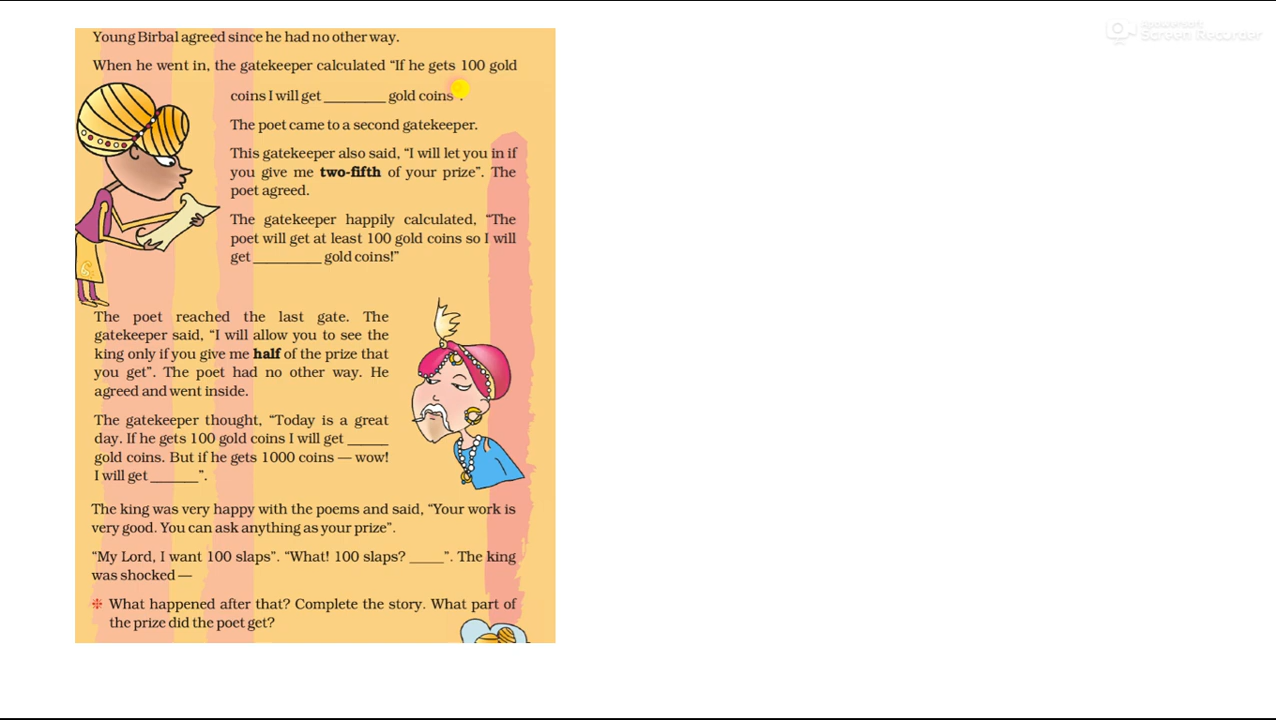 Young Birbal agreed since he had no other way.
When he went in, the gatekeeper calculated “If he gets 100 gold
coins I will get ________ gold coins”.
The poet came to a second gatekeeper.
This gatekeeper also said, “I will let you in if
you give me two-fifth of your prize”. The
poet agreed.
The gatekeeper happily calculated, “The
poet will get at least 100 gold coins so I will
get _________ gold coins!”
The poet reached the last gate. The
gatekeeper said, “I will allow you to see the
king only if you give me half of the prize that
you get”. The poet had no other way. He
agreed and went inside.
The gatekeeper thought, “Today is a great
day. If he gets 100 gold coins I will get _____
gold coins. But if he gets 1000 coins — wow!
I will get ______”.
The king was very happy with the poems and said, “Your work is
very good. You can ask anything as your prize”.
“My Lord, I want 100 slaps”. “What! 100 slaps? ____”. The king
was shocked —
What happened after that? Complete the story. What part of
the prize did the poet get?
Apowersoft
Screen Recorder